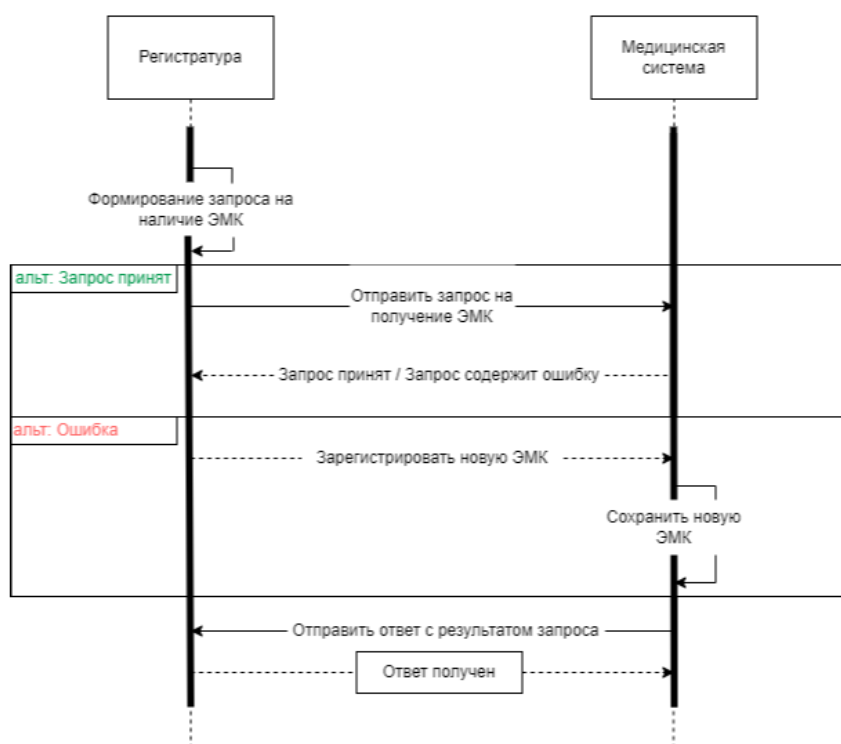 Регистратура
Медицинская
система
Формирование запроса на
наличие ЭМК
альт: Запрос принят
Отправить запрос на
получение ЭМК
Запрос принят / Запрос содержит ошибку
альт: Ошибка
Зарегистрировать новую ЭМК
Сохранить новую
ЭМК
Отправить ответ с результатом запроса
Ответ получен